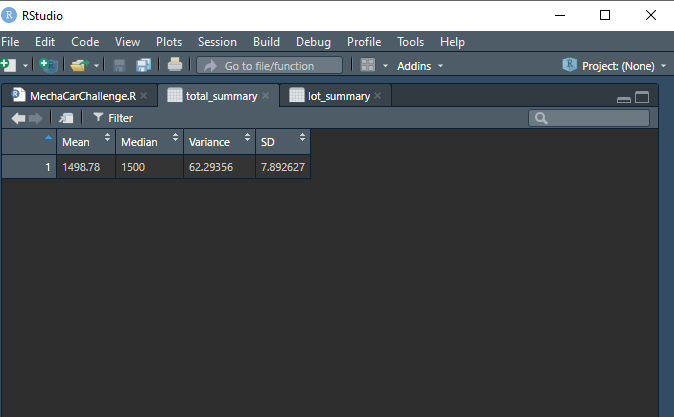 RStudio
File Edit Code View Plots Session Build Debug Profile Tools Help
Go to file/function Addins Project: (None)
MechaCarChallenge.R total_summary lot_summary
Filter
Mean Median Variance SD
1 1498.78 1500 62.29356 7.892627